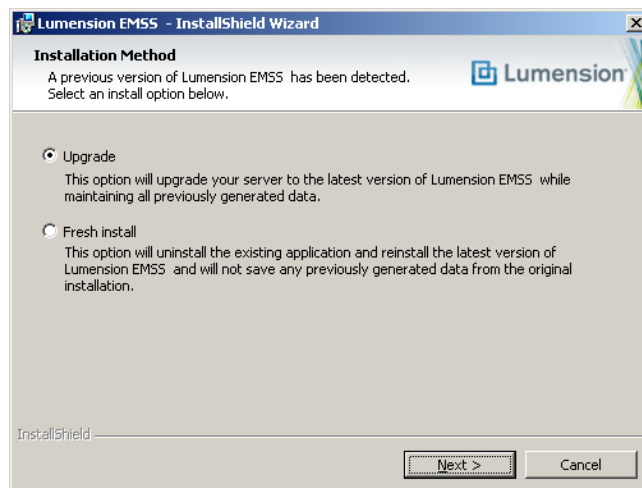 Lumension EMSS - InstallShield Wizard
Installation Method
A previous version of Lumension EMSS has been detected.
Select an install option below.
Lumension
Upgrade
This option will upgrade your server to the latest version of Lumension EMSS while
maintaining all previously generated data.
Fresh install
This option will uninstall the existing application and reinstall the latest version of
Lumension EMSS and will not save any previously generated data from the original
installation.
InstallShield
Next >
Cancel